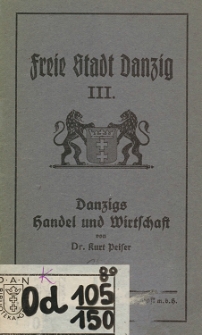 Freie Stadt Danzig
III.
Danzigs
Handel und Wirtschaft
von
Dr. Kurt Peiser
K 8°
Od 105
150
m.b.H.